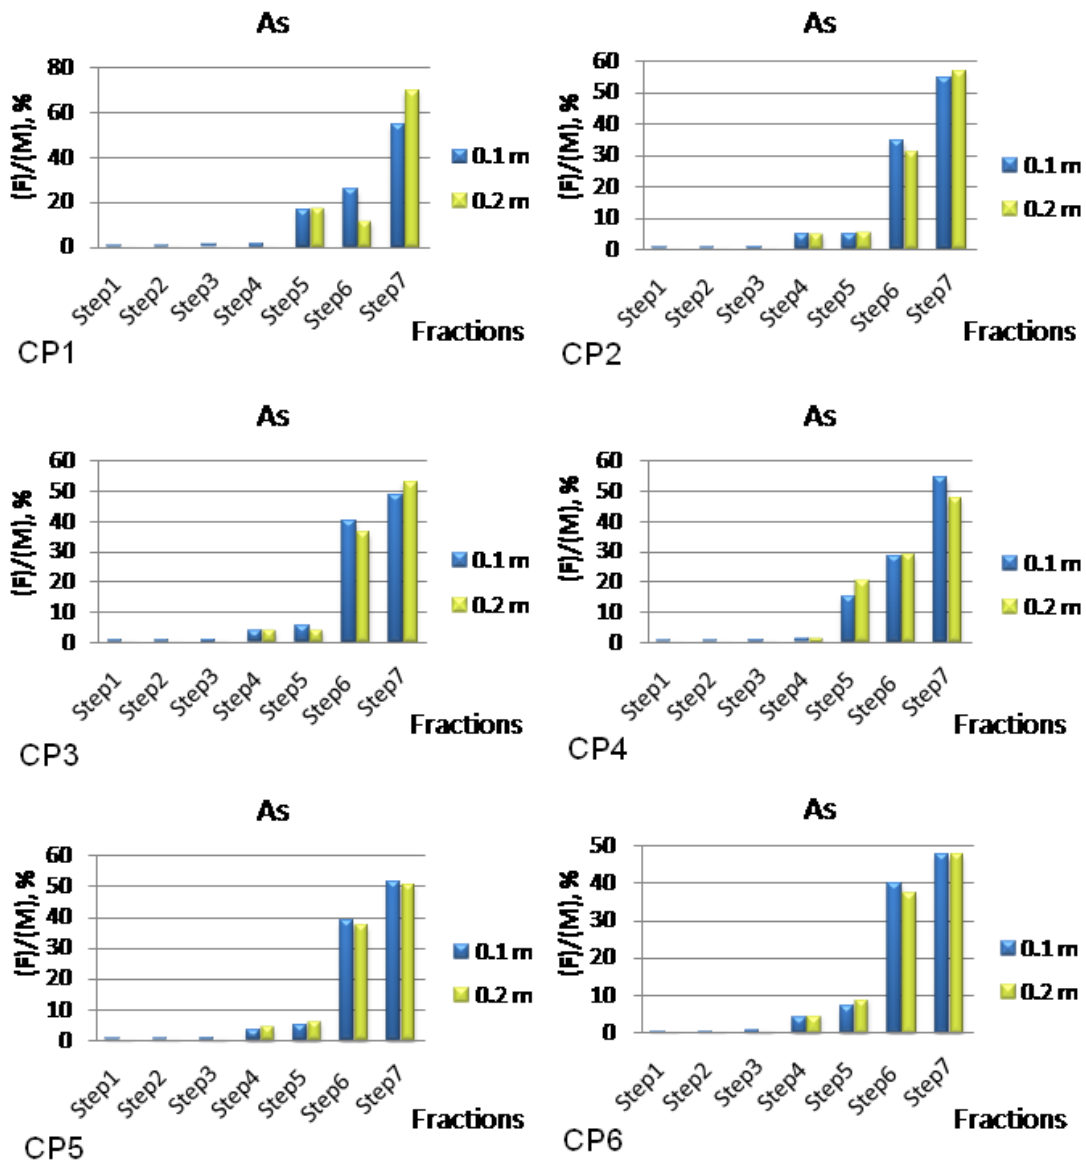 As
(F)/(M), %
80
60
40
20
0
Step1
Step2
Step3
Step4
Step5
Step6
Step7
Fractions
0.1 m
0.2 m
CP1
As
(F)/(M), %
60
50
40
30
20
10
0
Step1
Step2
Step3
Step4
Step5
Step6
Step7
Fractions
0.1 m
0.2 m
CP2
As
(F)/(M), %
60
50
40
30
20
10
0
Step1
Step2
Step3
Step4
Step5
Step6
Step7
Fractions
0.1 m
0.2 m
CP3
As
(F)/(M), %
60
50
40
30
20
10
0
Step1
Step2
Step3
Step4
Step5
Step6
Step7
Fractions
0.1 m
0.2 m
CP4
As
(F)/(M), %
60
50
40
30
20
10
0
Step1
Step2
Step3
Step4
Step5
Step6
Step7
Fractions
0.1 m
0.2 m
CP5
As
(F)/(M), %
50
40
30
20
10
0
Step1
Step2
Step3
Step4
Step5
Step6
Step7
Fractions
0.1 m
0.2 m
CP6